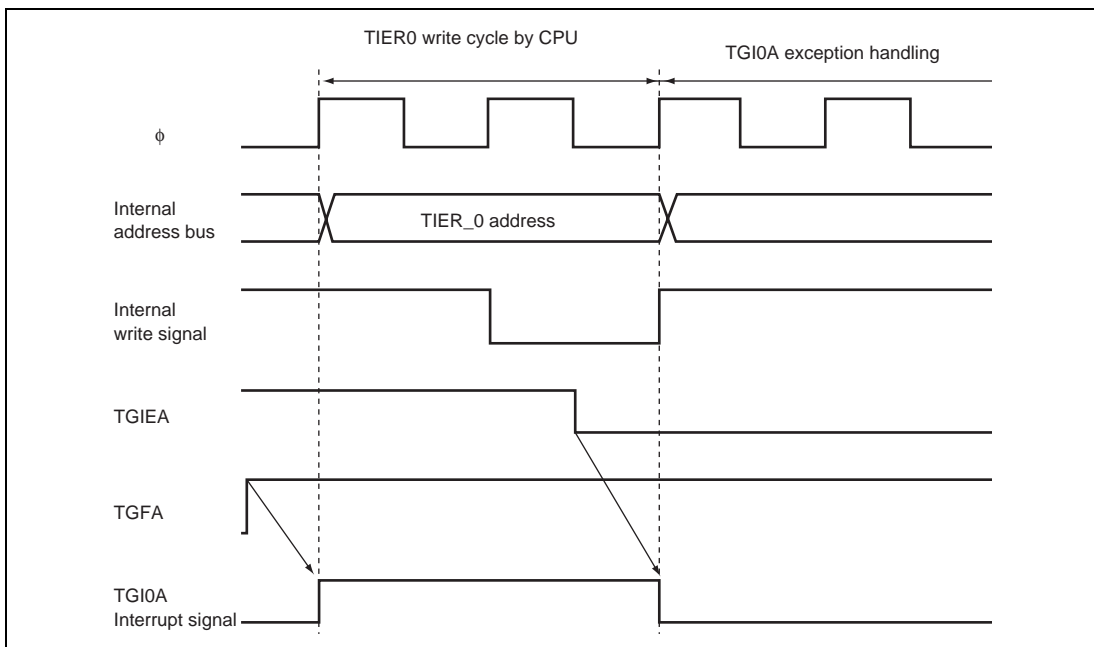 TIER0 write cycle by CPU
TGI0A exception handling
ϕ
Internal
address bus
TIER_0 address
Internal
write signal
TGIEA
TGFA
TGI0A
Interrupt signal